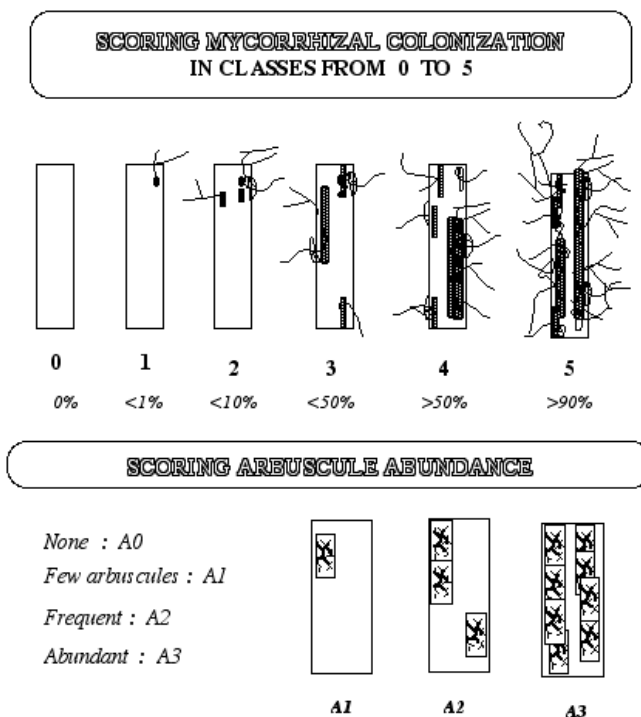 SCORING MYCORRHIZAL COLONIZATION
IN CLASSES FROM 0 TO 5
0 1 2 3 4 5
0% <1% <10% <50% >50% >90%
SCORING ARBUSCULE ABUNDANCE
None : A0
Few arbuscules : A1
Frequent : A2
Abundant : A3
A1 A2 A3